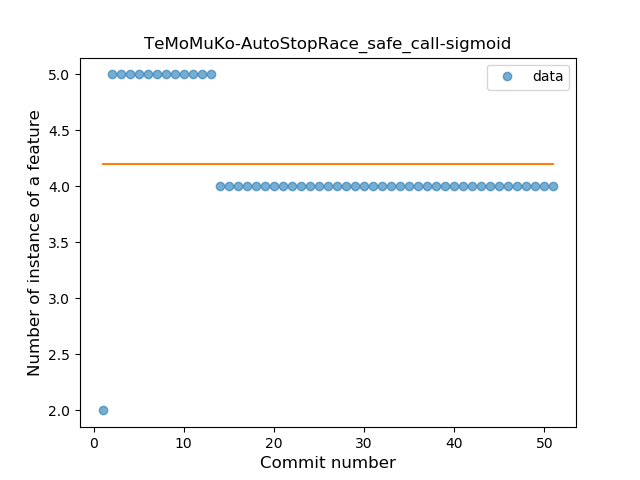 TeMoMuKo-AutoStopRace_safe_call-sigmoid
data
5.0
4.5
4.0
3.5
3.0
2.5
2.0
Number of instance of a feature
0 10 20 30 40 50
Commit number